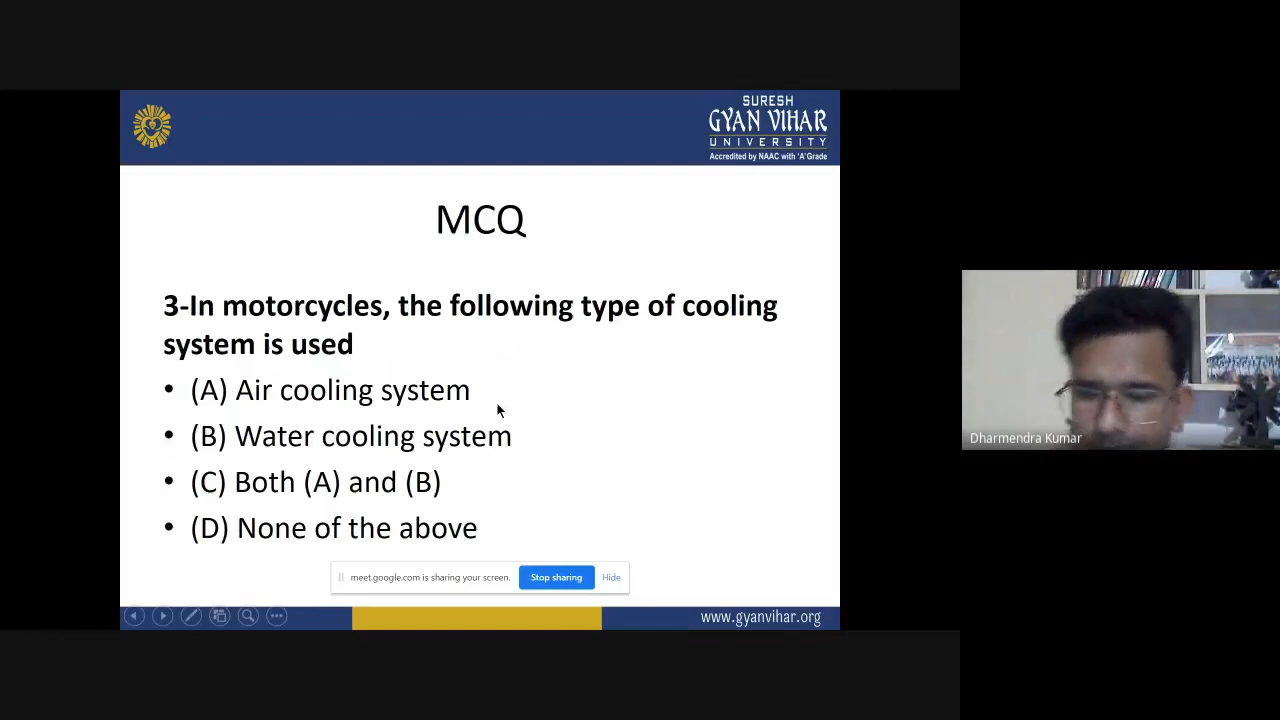 SURESH
GYAN VIHAR
UNIVERSITY
Accredited by NAAC with 'A' Grade
MCQ
3-In motorcycles, the following type of cooling
system is used
• (A) Air cooling system
• (B) Water cooling system
• (C) Both (A) and (B)
• (D) None of the above
meet.google.com is sharing your screen. Stop sharing Hide
www.gyanvihar.org
Dharmendra Kumar